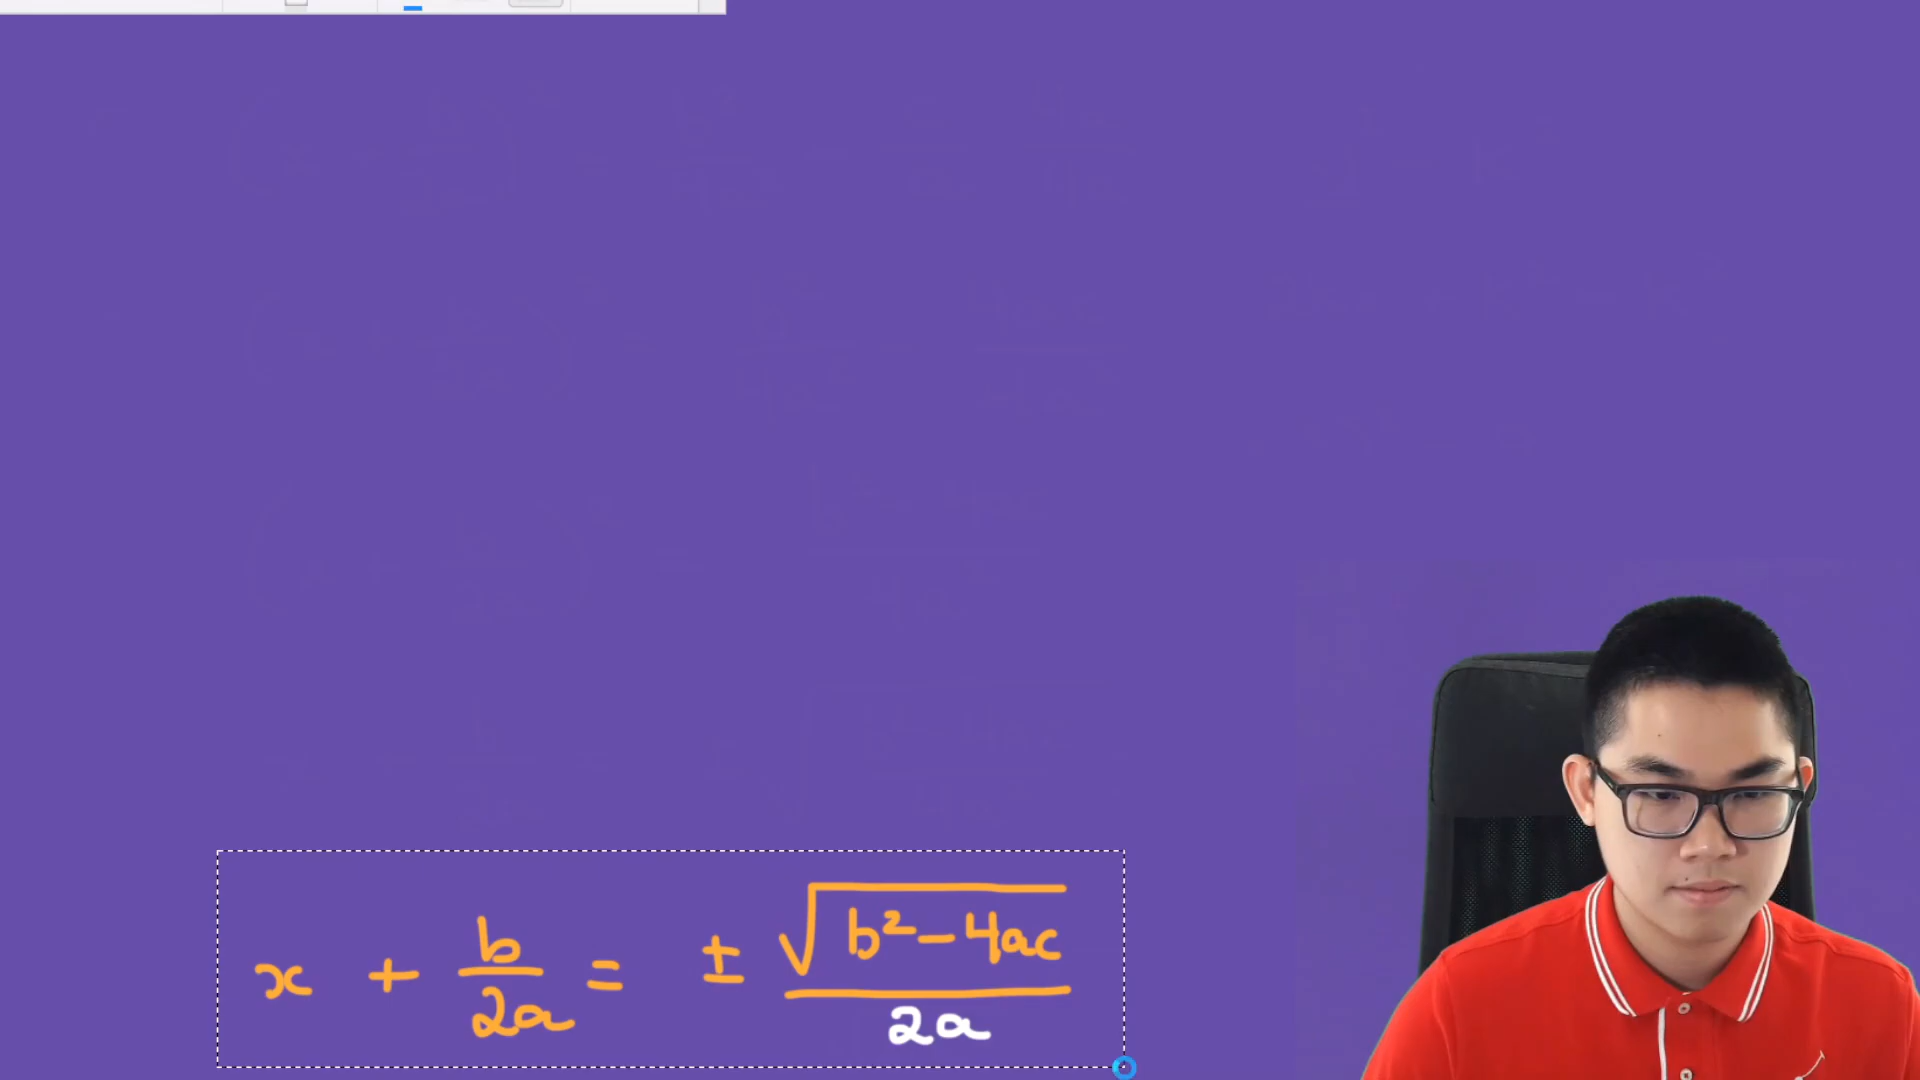 x + b/2a = ± √(b² - 4ac)/2a